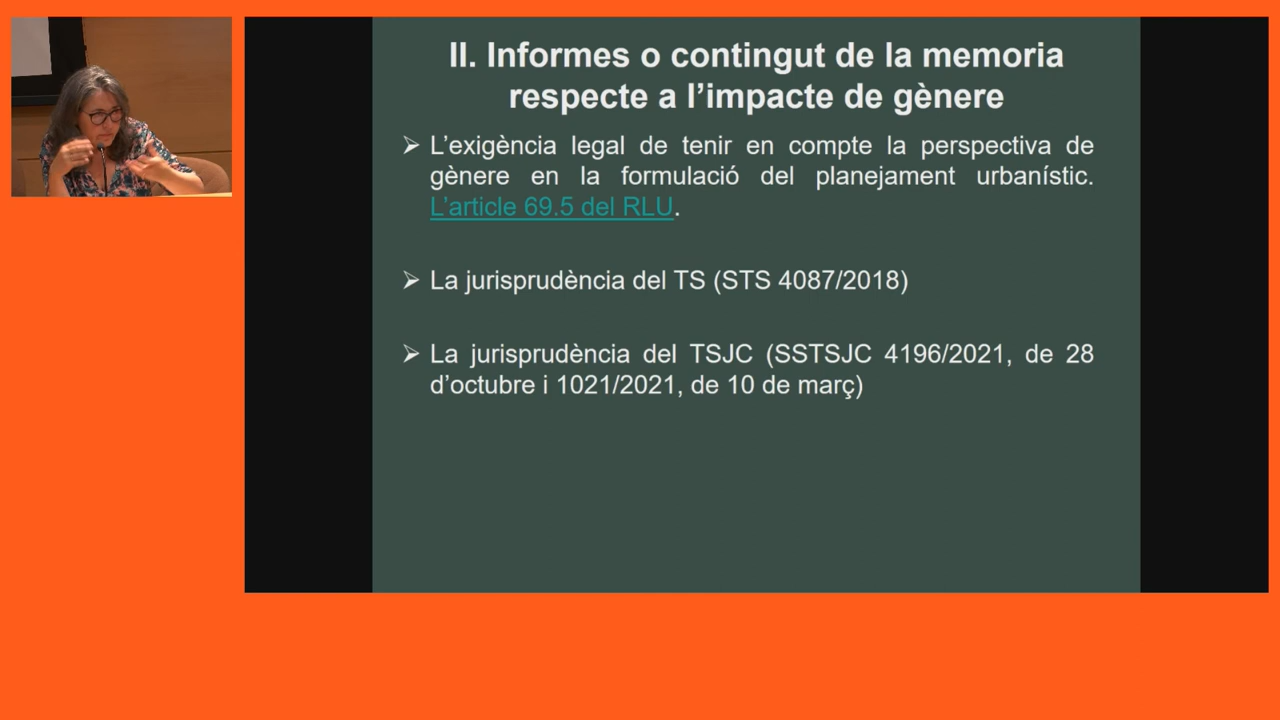 II. Informes o contingut de la memoria
respecte a l’impacte de gènere
L’exigència legal de tenir en compte la perspectiva de
gènere en la formulació del planejament urbanístic.
L’article 69.5 del RLU.
La jurisprudència del TS (STS 4087/2018)
La jurisprudència del TSJC (SSTSJC 4196/2021, de 28
d’octubre i 1021/2021, de 10 de març)